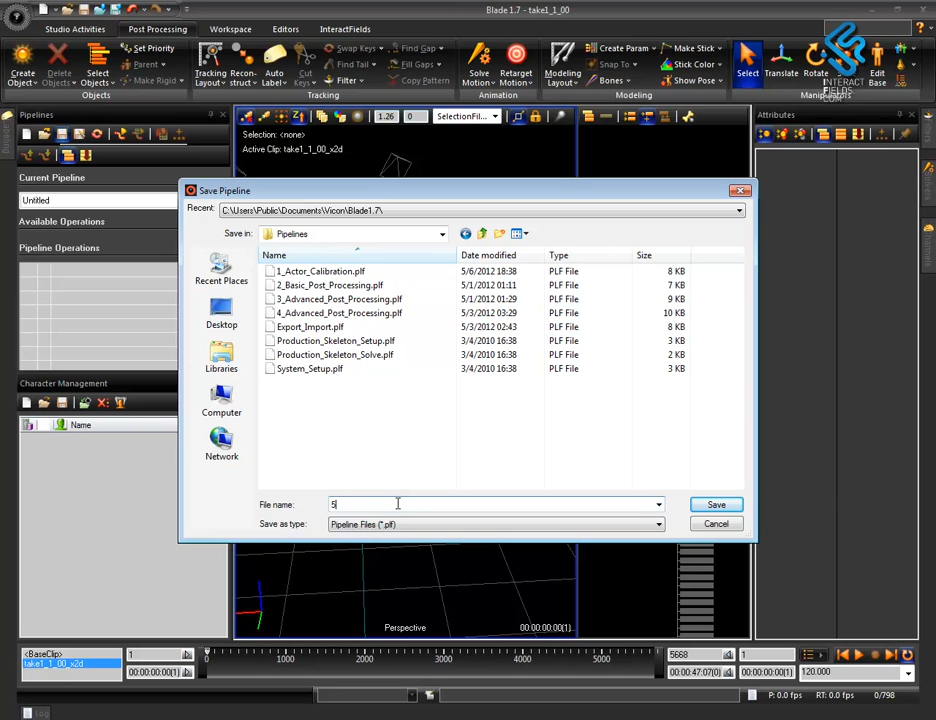 Blade 1.7 - take1_1_00
Studio Activities Post Processing Workspace Editors InteractFields
Create Object Delete Objects Select Objects Set Priority Parent Make Rigid
Objects
Tracking Layout Recon- struct Auto Label Cut Keys Swap Keys Find Tail Filter Find Gap Fill Gaps Copy Pattern
Tracking
Solve Motion Retarget Motion
Animation
Modeling Layout Create Param Snap To Bones Make Stick Stick Color Show Pose
Modeling
Select Translate Rotate Edit Base
Manipulators
INTERACT FIELDS.COM
Pipelines
Current Pipeline
Untitled
Available Operations
Pipeline Operations
Character Management
Name
1.26 0 SelectionFil...
Selection: <none>
Active Clip: take1_1_00_x2d
Attributes
Save Pipeline
Recent: C:\Users\Public\Documents\Vicon\Blade1.7\
Save in: Pipelines
Name Date modified Type Size
1_Actor_Calibration.plf 5/6/2012 18:38 PLF File 8 KB
2_Basic_Post_Processing.plf 5/1/2012 01:11 PLF File 7 KB
3_Advanced_Post_Processing.plf 5/1/2012 01:29 PLF File 9 KB
4_Advanced_Post_Processing.plf 5/3/2012 03:29 PLF File 10 KB
Export_Import.plf 5/3/2012 02:43 PLF File 8 KB
Production_Skeleton_Setup.plf 3/4/2010 16:38 PLF File 3 KB
Production_Skeleton_Solve.plf 3/4/2010 16:38 PLF File 2 KB
System_Setup.plf 3/4/2010 16:38 PLF File 3 KB
Recent Places
Desktop
Libraries
Computer
Network
File name: 5
Save
Save as type: Pipeline Files (*.plf)
Cancel
Perspective 00:00:00:00(1)
<BaseClip>
take1_1_00_x2d
1
00:00:00:00(1)
0 1000 2000 3000 4000 5000
5668 1
00:00:47:07(0) 00:00:00:00(1) 120.000
P: 0.0 fps RT: 0.0 fps 0/798
Log